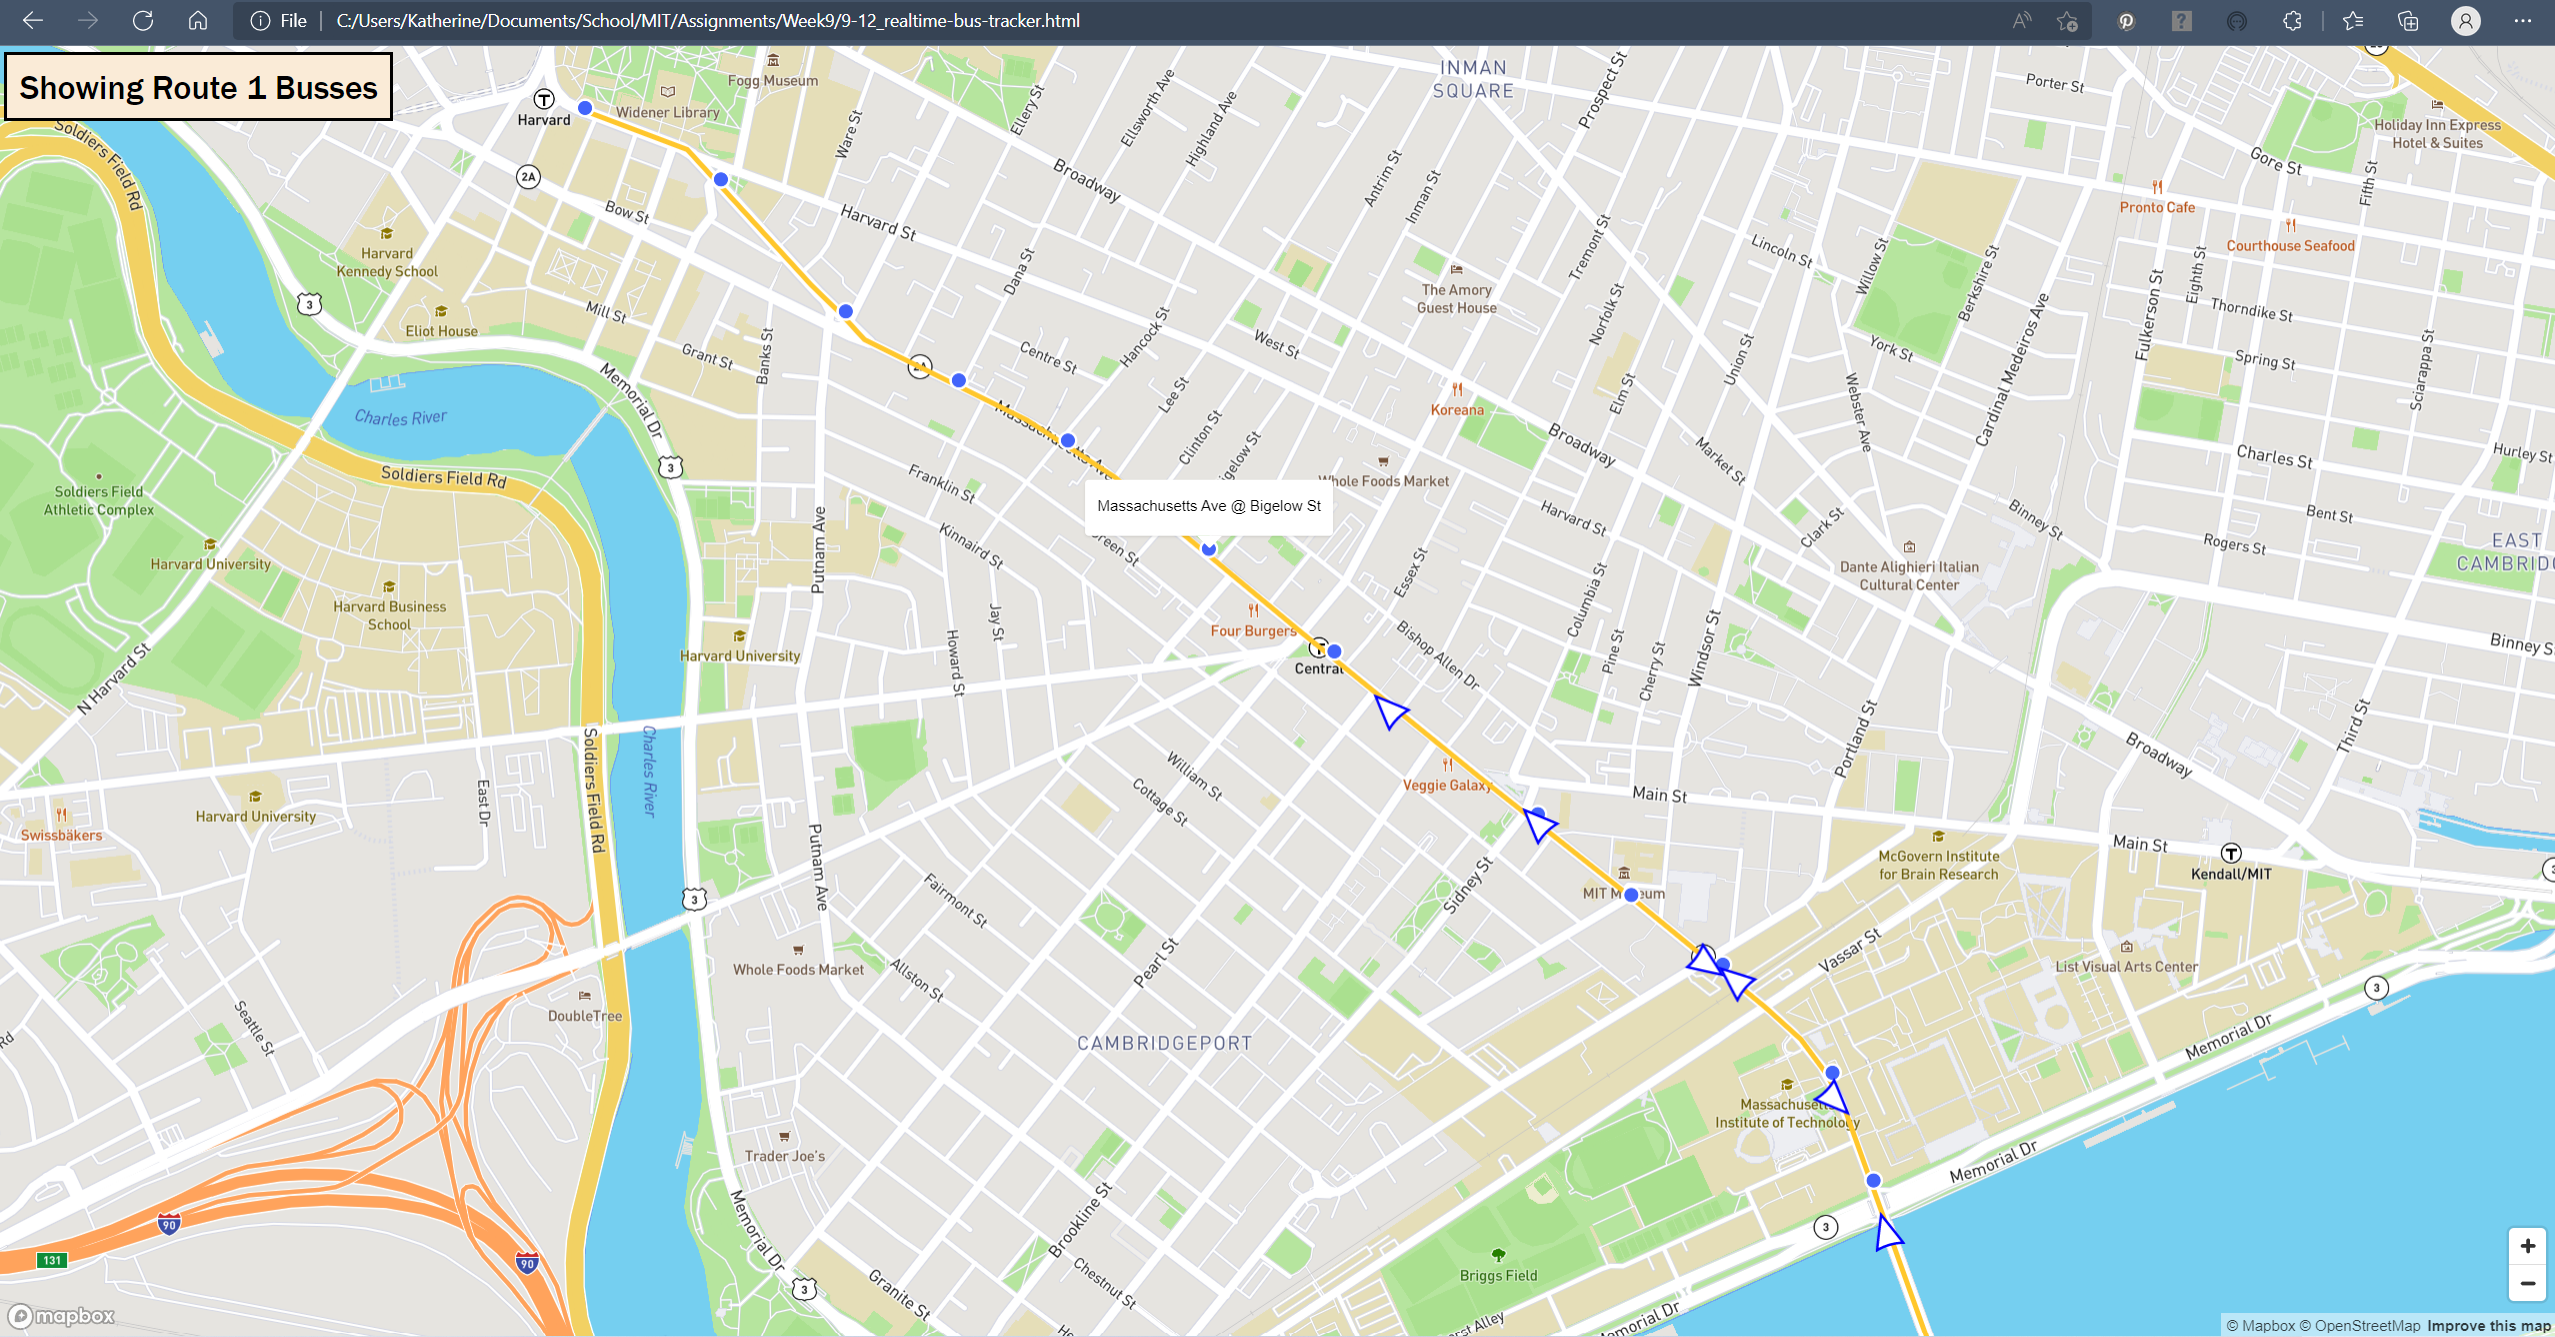 File
C:/Users/Katherine/Documents/School/MIT/Assignments/Week9/9-12_realtime-bus-tracker.html
Showing Route 1 Busses
Fogg Museum
Widener Library
Harvard
Soldiers Field Rd
Ware St
Ellery St
Ellsworth Ave
Highland Ave
INMAN
SQUARE
Prospect St
Porter St
Holiday Inn Express
Hotel & Suites
Gore St
Fifth St
Broadway
Antrim St
Inman St
2A
Bow St
Harvard St
Harvard
Kennedy School
Pronto Cafe
Courthouse Seafood
Tremont St
Lincoln St
Willow St
Berkshire St
Eighth St
Fulkerson St
Thorndike St
Dana St
3
Eliot House
Mill St
The Amory
Guest House
Norfolk St
Cardinal Medeiros Ave
Hancock St
West St
Centre St
Union St
York St
Spring St
Sciarappa St
Grant St
Banks St
Memorial Dr
Lee St
Elm St
Webster Ave
Koreana
Charles River
Clinton St
Broadway
Market St
Charles St
Hurley St
3
Soldiers Field Rd
Franklin St
Whole Foods Market
Soldiers Field
Athletic Complex
Massachusetts Ave @ Bigelow St
Harvard St
Clark St
Binney St
Bent St
Rogers St
EAST
Putnam Ave
Kinnaird St
Harvard University
Essex St
Dante Alighieri Italian
Cultural Center
Harvard Business
School
Columbia St
Four Burgers
Jay St
Howard St
Harvard University
Central
Bishop Allen Dr
Pine St
Cherry St
Windsor St
N Harvard St
Portland St
Third St
Broadway
Soldiers Field Rd
Charles River
William St
Cottage St
Veggie Galaxy
Main St
East Dr
Harvard University
Swissbäkers
Putnam Ave
Main St
Kendall/MIT
McGovern Institute
for Brain Research
Sidney St
3
Fairmont St
Vassar St
List Visual Arts Center
Whole Foods Market
Allston St
Pearl St
3
DoubleTree
Seattle St
CAMBRIDGEPORT
Memorial Dr
Institute of Technology
Trader Joe's
Memorial Dr
Memorial Dr
Brookline St
90
3
131
90
Briggs Field
Chestnut St
3
Granite St
Memorial Dr
mapbox
© Mapbox © OpenStreetMap Improve this map